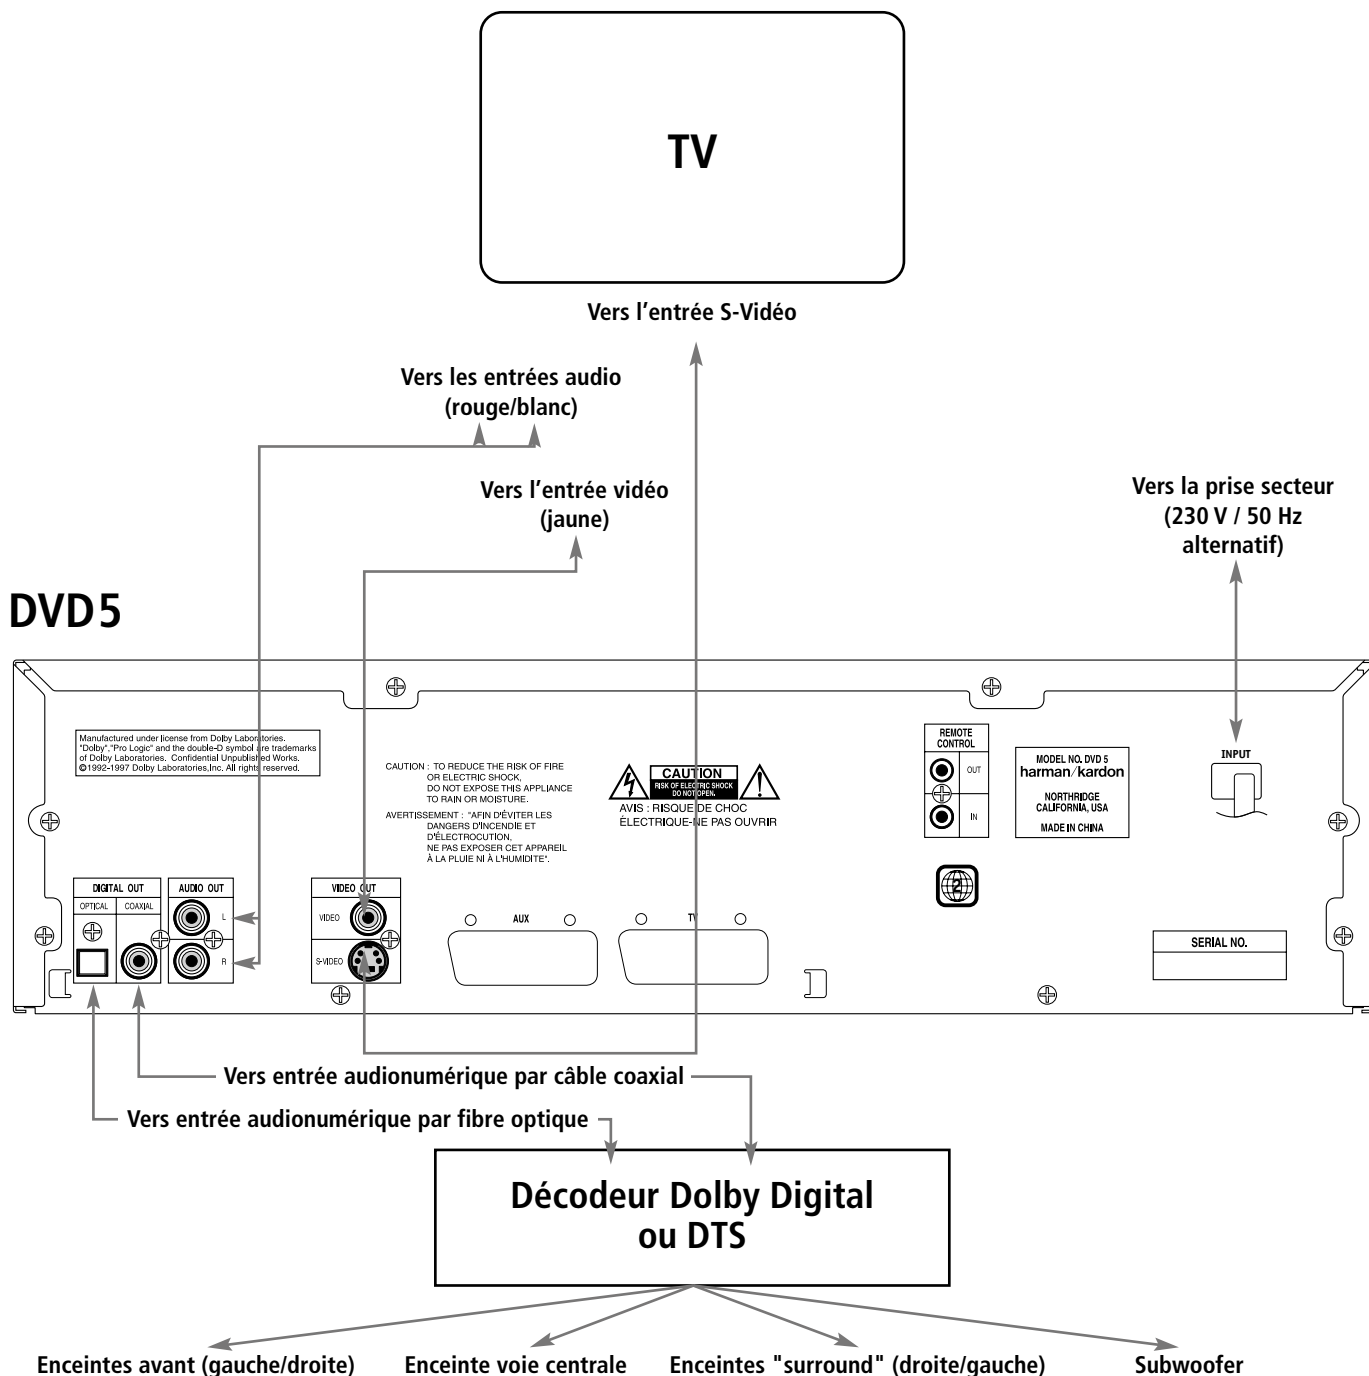 TV
Vers l'entrée S-Vidéo
Vers les entrées audio
(rouge/blanc)
Vers l'entrée vidéo
(jaune)
Vers la prise secteur
(230 V / 50 Hz
alternatif)
DVD5
Manufactured under license from Dolby Laboratories.
"Dolby","Pro Logic" and the double-D symbol are trademarks
of Dolby Laboratories. Confidential Unpublished Works.
©1992-1997 Dolby Laboratories,Inc. All rights reserved.
CAUTION : TO REDUCE THE RISK OF FIRE
OR ELECTRIC SHOCK,
DO NOT EXPOSE THIS APPLIANCE
TO RAIN OR MOISTURE.
AVERTISSEMENT : "AFIN D'ÉVITER LES
DANGERS D'INCENDIE ET
D'ÉLECTROCUTION,
NE PAS EXPOSER CET APPAREIL
À LA PLUIE NI À L'HUMIDITE".
CAUTION
RISK OF ELECTRIC SHOCK
DO NOT OPEN.
AVIS : RISQUE DE CHOC
ÉLECTRIQUE-NE PAS OUVRIR
REMOTE
CONTROL
OUT
IN
MODEL NO. DVD 5
harman/kardon
NORTHRIDGE
CALIFORNIA, USA
MADE IN CHINA
INPUT
2
DIGITAL OUT
OPTICAL
COAXIAL
AUDIO OUT
L
R
VIDEO OUT
VIDEO
S-VIDEO
AUX
TV
SERIAL NO.
Vers entrée audionumérique par câble coaxial
Vers entrée audionumérique par fibre optique
Décodeur Dolby Digital
ou DTS
Enceintes avant (gauche/droite)
Enceinte voie centrale
Enceintes "surround" (droite/gauche)
Subwoofer